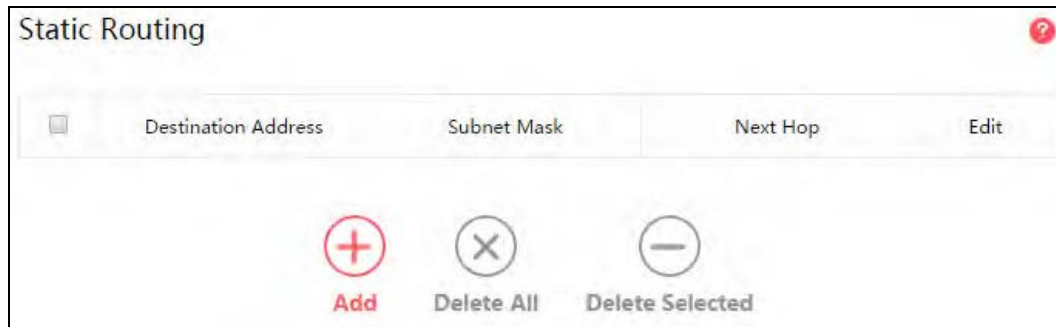 Static Routing
?
Destination Address Subnet Mask Next Hop Edit
Add Delete All Delete Selected